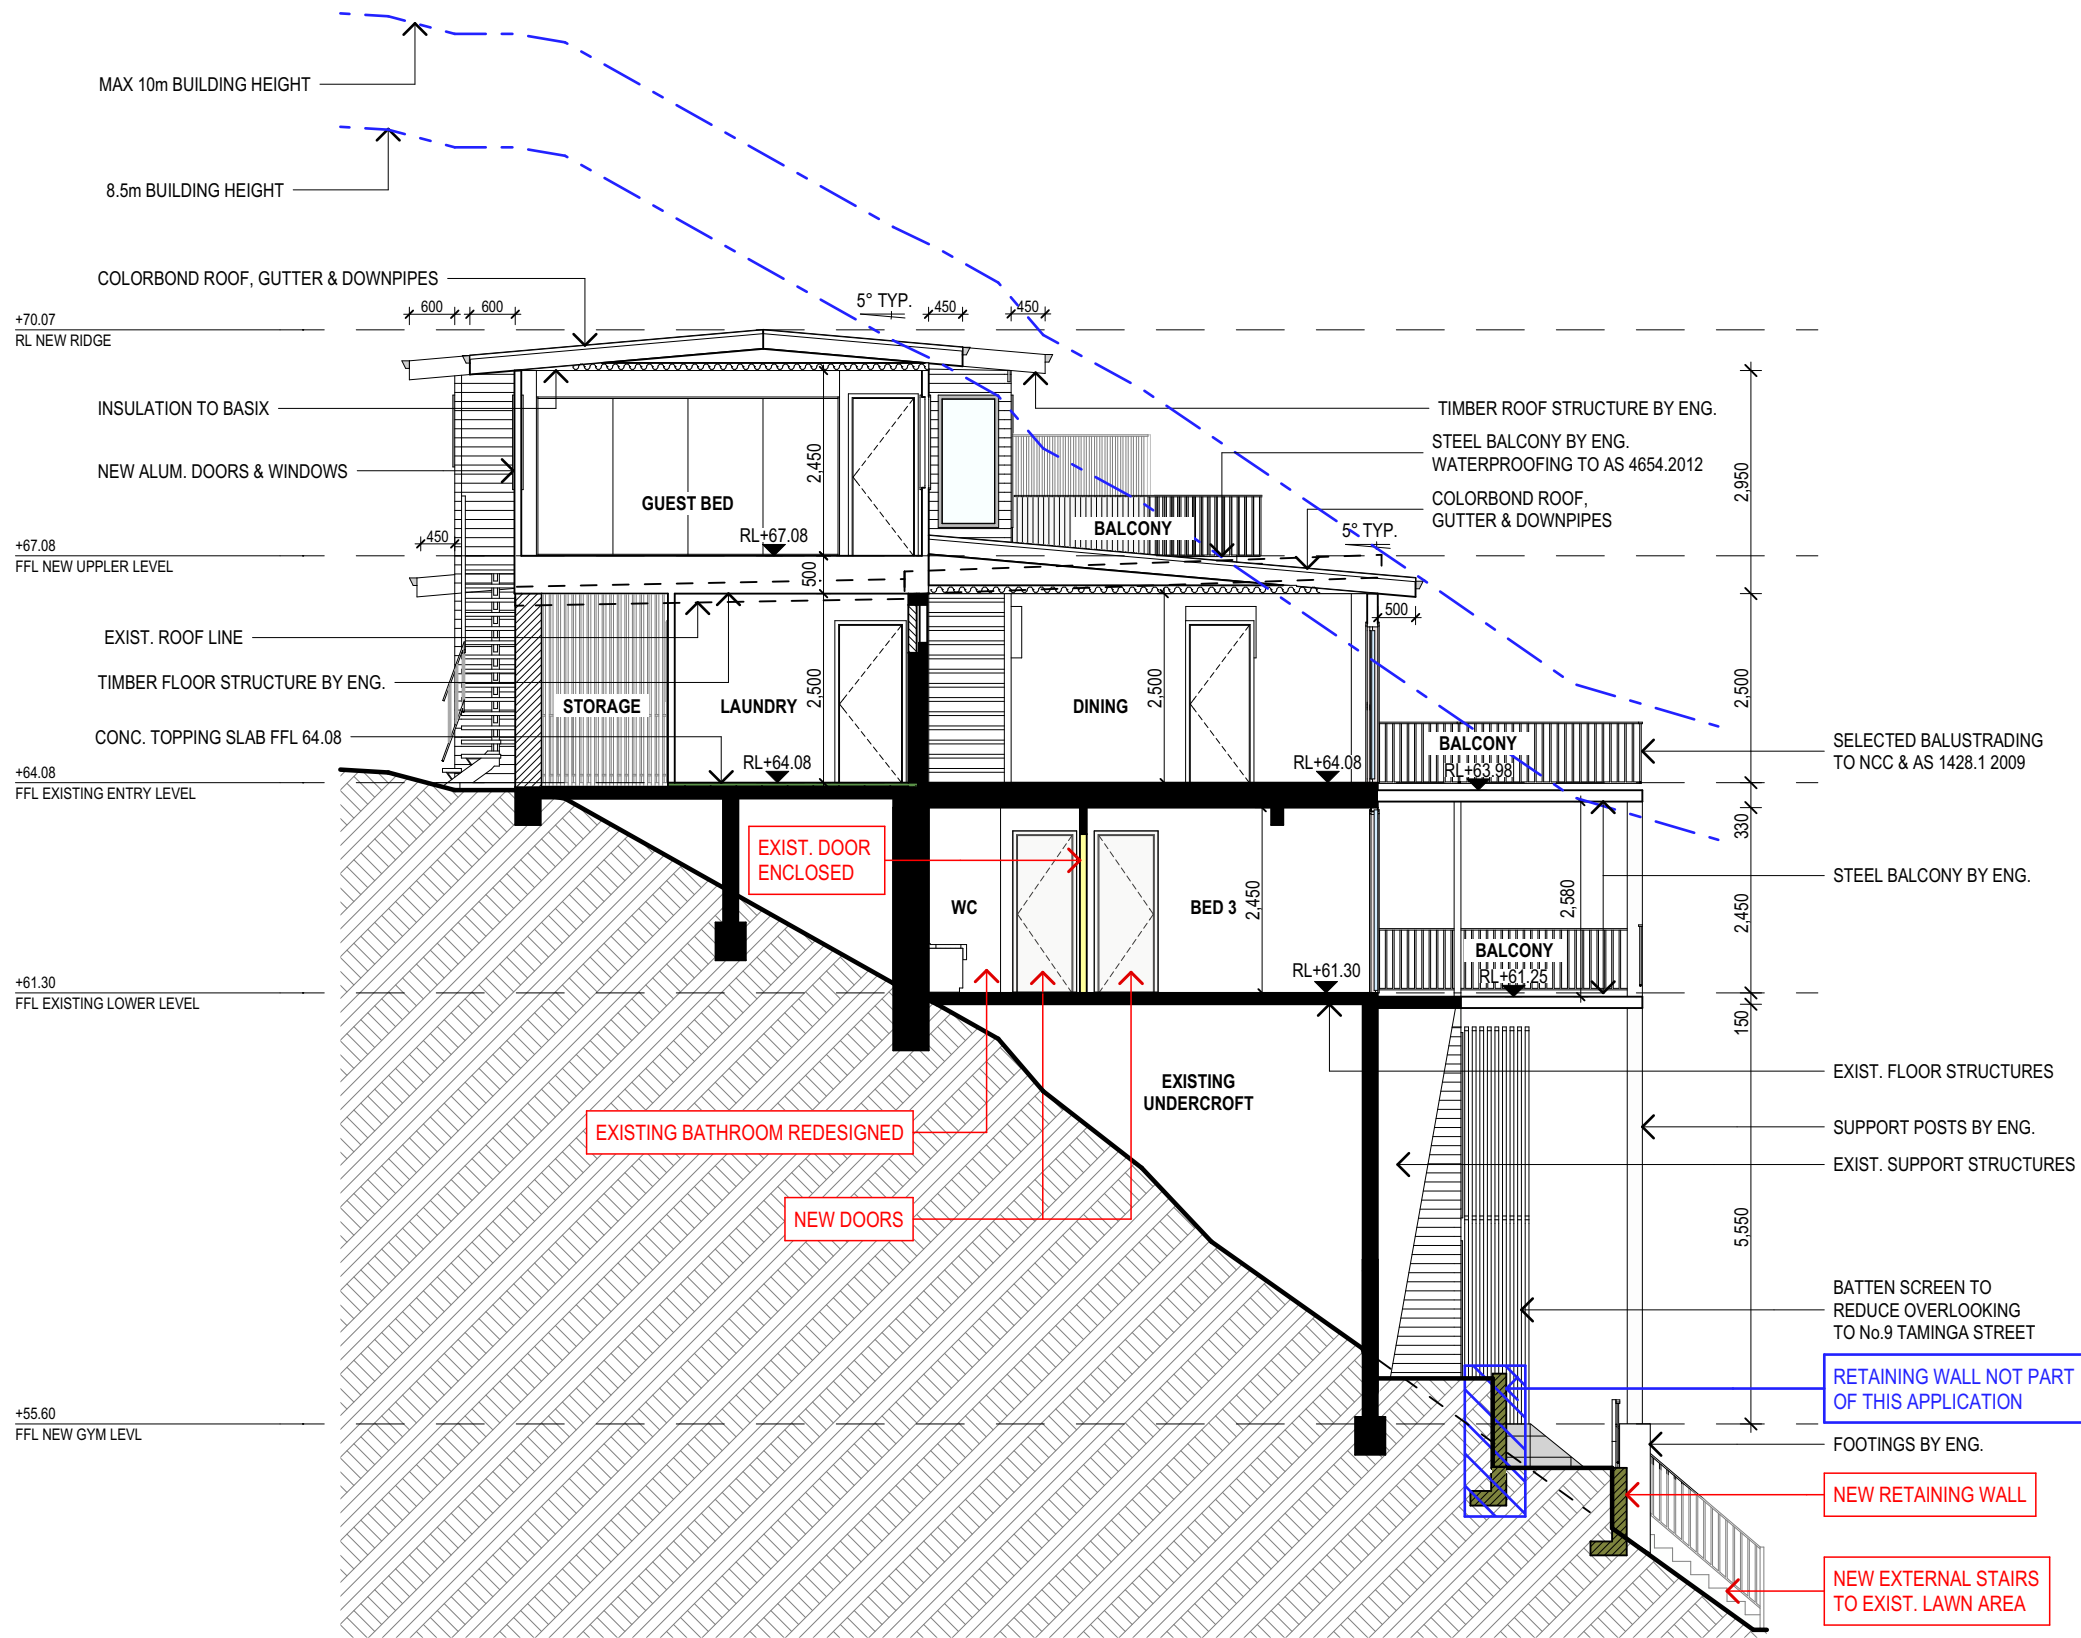 MAX 10m BUILDING HEIGHT
8.5m BUILDING HEIGHT
COLORBOND ROOF, GUTTER & DOWNPIPES
600
600
5° TYP.
450
450
+70.07
RL NEW RIDGE
INSULATION TO BASIX
NEW ALUM. DOORS & WINDOWS
GUEST BED
2,450
RL+67.08
TIMBER ROOF STRUCTURE BY ENG.
STEEL BALCONY BY ENG.
WATERPROOFING TO AS 4654.2012
COLORBOND ROOF,
GUTTER & DOWNPIPES
2,950
BALCONY
5° TYP.
450
+67.08
FFL NEW UPPLER LEVEL
500
500
EXIST. ROOF LINE
TIMBER FLOOR STRUCTURE BY ENG.
CONC. TOPPING SLAB FFL 64.08
STORAGE
LAUNDRY
2,500
RL+64.08
DINING
2,500
RL+64.08
2,500
BALCONY
RL+63.98
SELECTED BALUSTRADING
TO NCC & AS 1428.1 2009
+64.08
FFL EXISTING ENTRY LEVEL
330
EXIST. DOOR
ENCLOSED
WC
BED 3
2,450
2,580
2,450
STEEL BALCONY BY ENG.
BALCONY
RL+61.25
RL+61.30
+61.30
FFL EXISTING LOWER LEVEL
150
EXISTING
UNDERCROFT
EXIST. FLOOR STRUCTURES
EXISTING BATHROOM REDESIGNED
SUPPORT POSTS BY ENG.
EXIST. SUPPORT STRUCTURES
NEW DOORS
5,550
BATTEN SCREEN TO
REDUCE OVERLOOKING
TO No.9 TAMINGA STREET
RETAINING WALL NOT PART
OF THIS APPLICATION
+55.60
FFL NEW GYM LEVL
FOOTINGS BY ENG.
NEW RETAINING WALL
NEW EXTERNAL STAIRS
TO EXIST. LAWN AREA